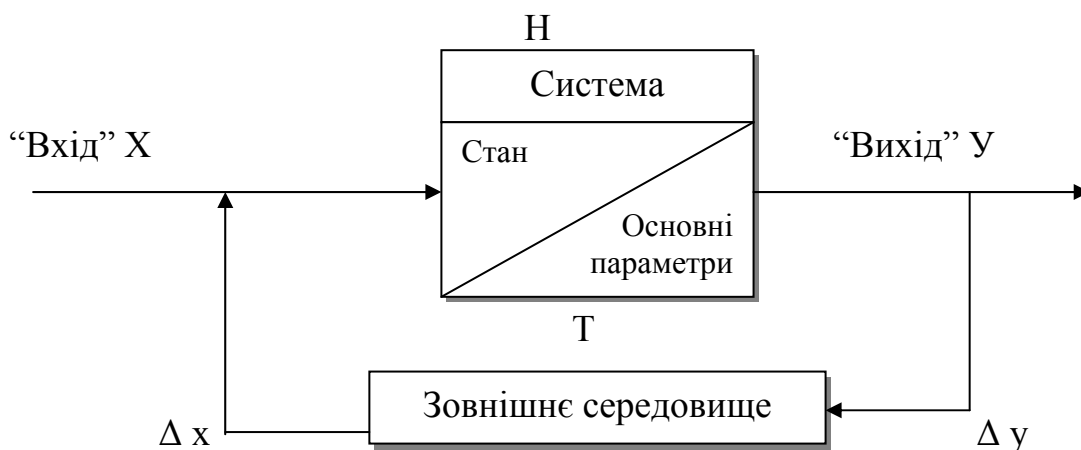 Н
Система
“Вхід” Х
Стан
“Вихід” У
Основні
параметри
Т
Зовнішнє середовище
Δ х
Δ у